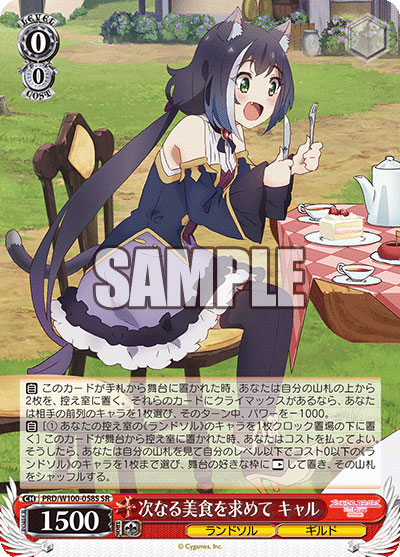 LEVEL
0
0
COST
SAMPLE
自 このカードが手札から舞台に置かれた時、あなたは自分の山札の上から
2枚を、控え室に置く。それらのカードにクライマックスがあるなら、あなた
は相手の前列のキャラを1枚選び、そのターン中、パワーを－1000。
自 [① あなたの控え室の《ランドソル》のキャラを1枚クロック置場の下に置
く] このカードが舞台から控え室に置かれた時、あなたはコストを払ってよい。
そうしたら、あなたは自分の山札を見て自分のレベル以下でコスト0以下の《ラ
ンドソル》のキャラを1枚まで選び、舞台の好きな枠に置き、その山札
をシャッフルする。
CH PRD/W100-058S SR
1500
次なる美食を求めて キャル
ランドソル ギルド
© Cygames, Inc.